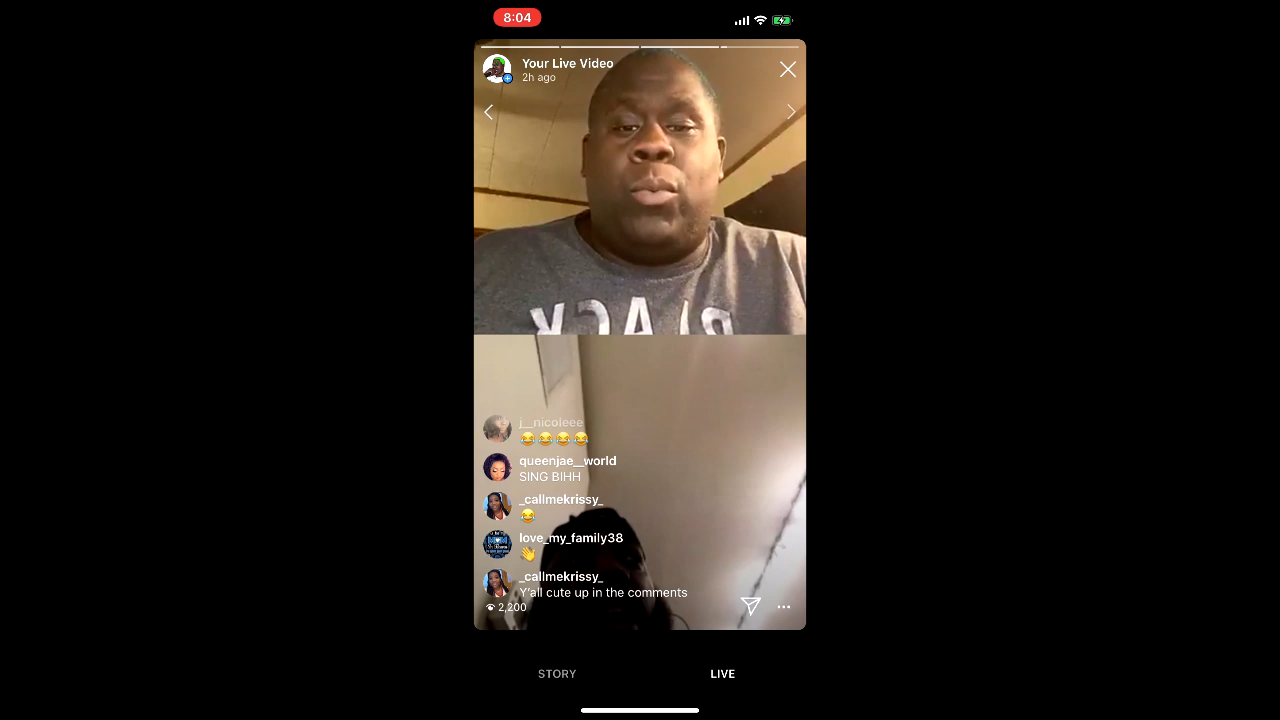 8:04
Your Live Video
2h ago
BLACK
j__nicoleee
😂😂😂😂
queenjae__world
SING BIHH
_callmekrissy_
😂
love_my_family38
👋
_callmekrissy_
Y'all cute up in the comments
2,200
STORY
LIVE